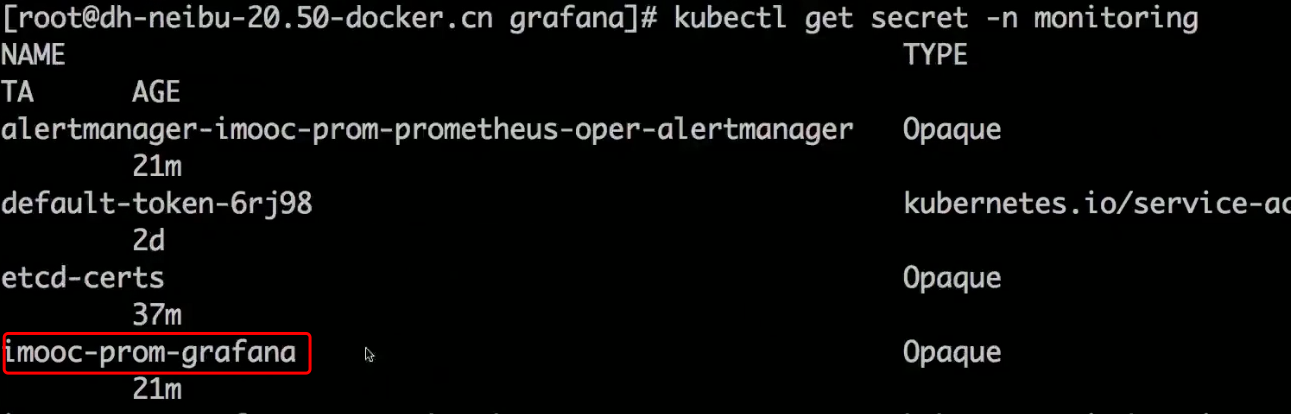 [root@dh-neibu-20.50-docker.cn grafana]# kubectl get secret -n monitoring
NAME TYPE
TA AGE
alertmanager-imooc-prom-prometheus-oper-alertmanager Opaque
21m
default-token-6rj98 kubernetes.io/service-ac
2d
etcd-certs Opaque
37m
imooc-prom-grafana Opaque
21m